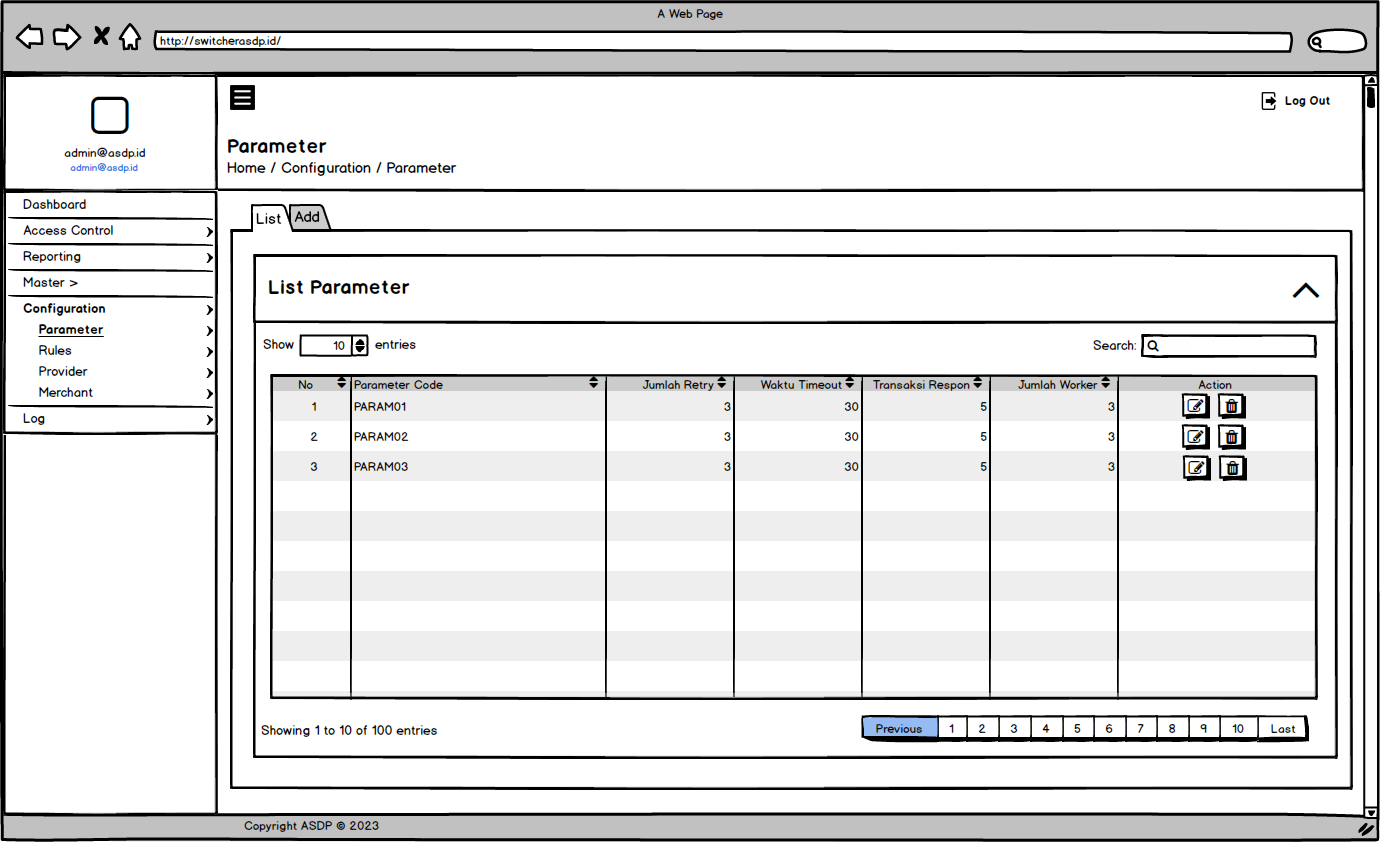 A Web Page
http://switcherasdp.id/
admin@asdp.id
admin@asdp.id
Log Out
Parameter
Home / Configuration / Parameter
Dashboard
Access Control
Reporting
Master >
Configuration
Parameter
Rules
Provider
Merchant
Log
List Add
List Parameter
Show 10 entries Search:
No Parameter Code Jumlah Retry Waktu Timeout Transaksi Respon Jumlah Worker Action
1 PARAM01 3 30 5 3
2 PARAM02 3 30 5 3
3 PARAM03 3 30 5 3
Showing 1 to 10 of 100 entries Previous 1 2 3 4 5 6 7 8 9 10 Last
Copyright ASDP © 2023